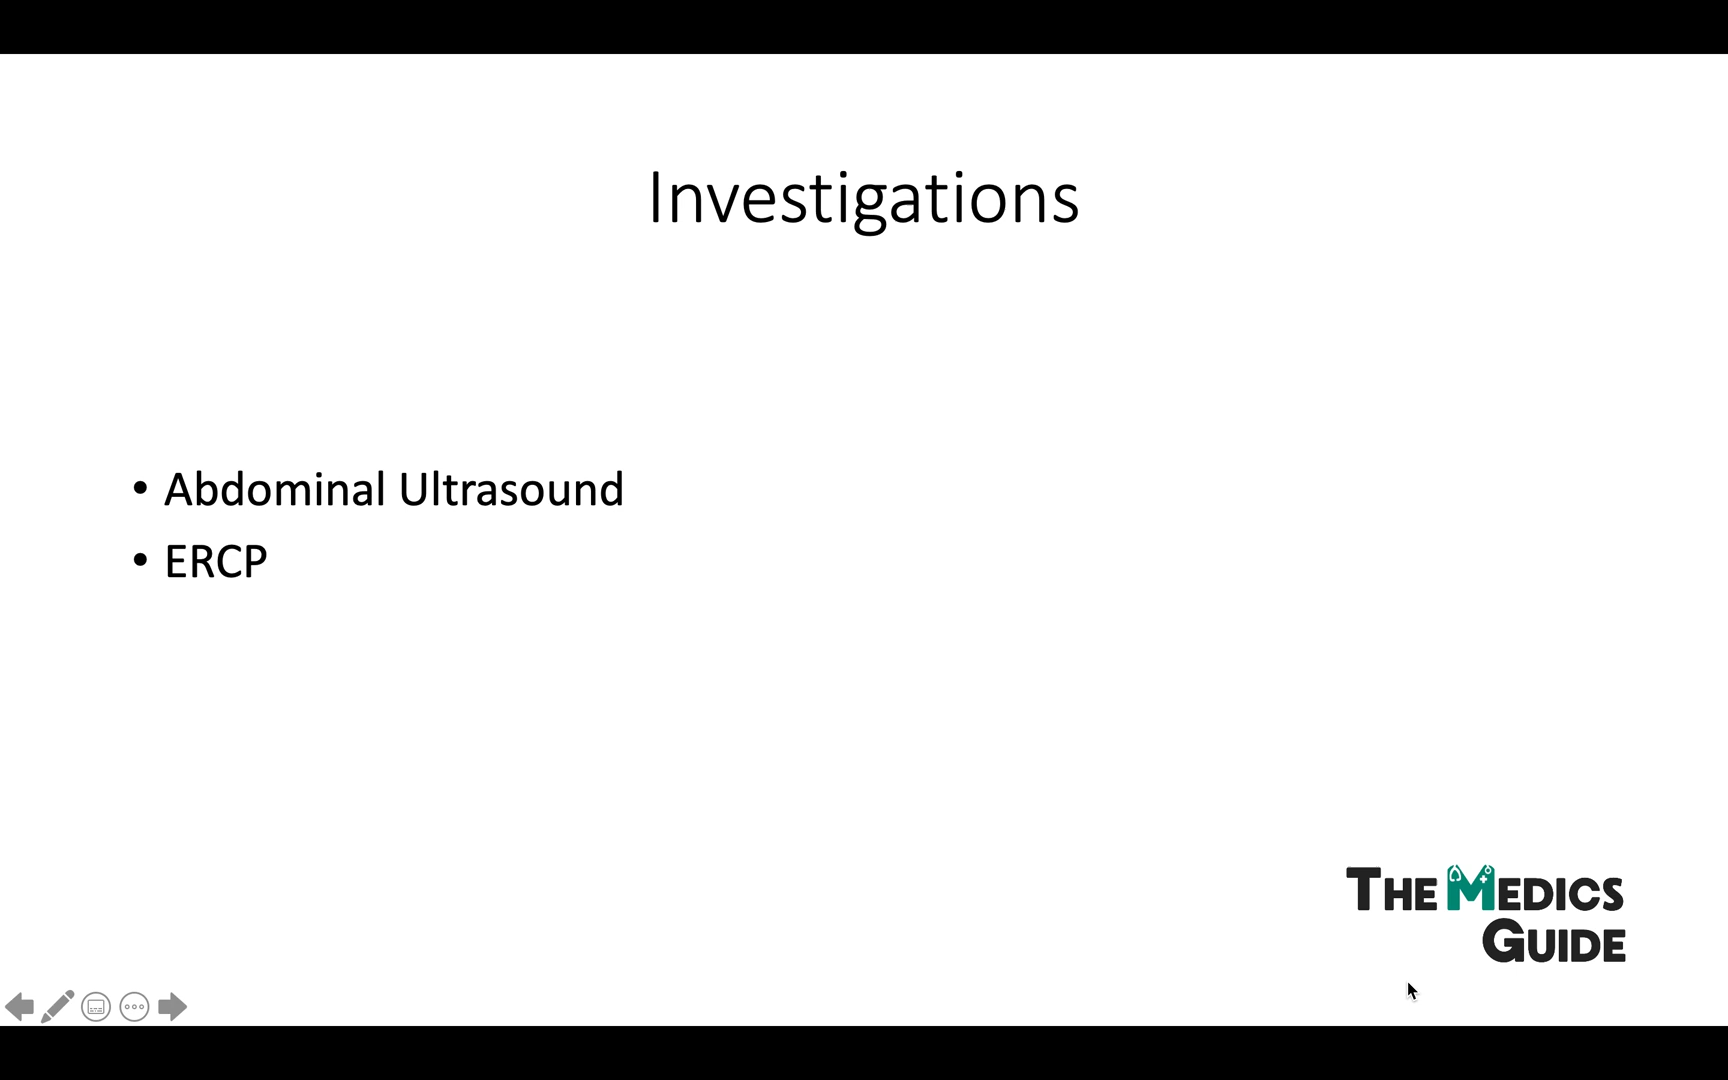 Investigations
• Abdominal Ultrasound
• ERCP
THE MEDICS
GUIDE